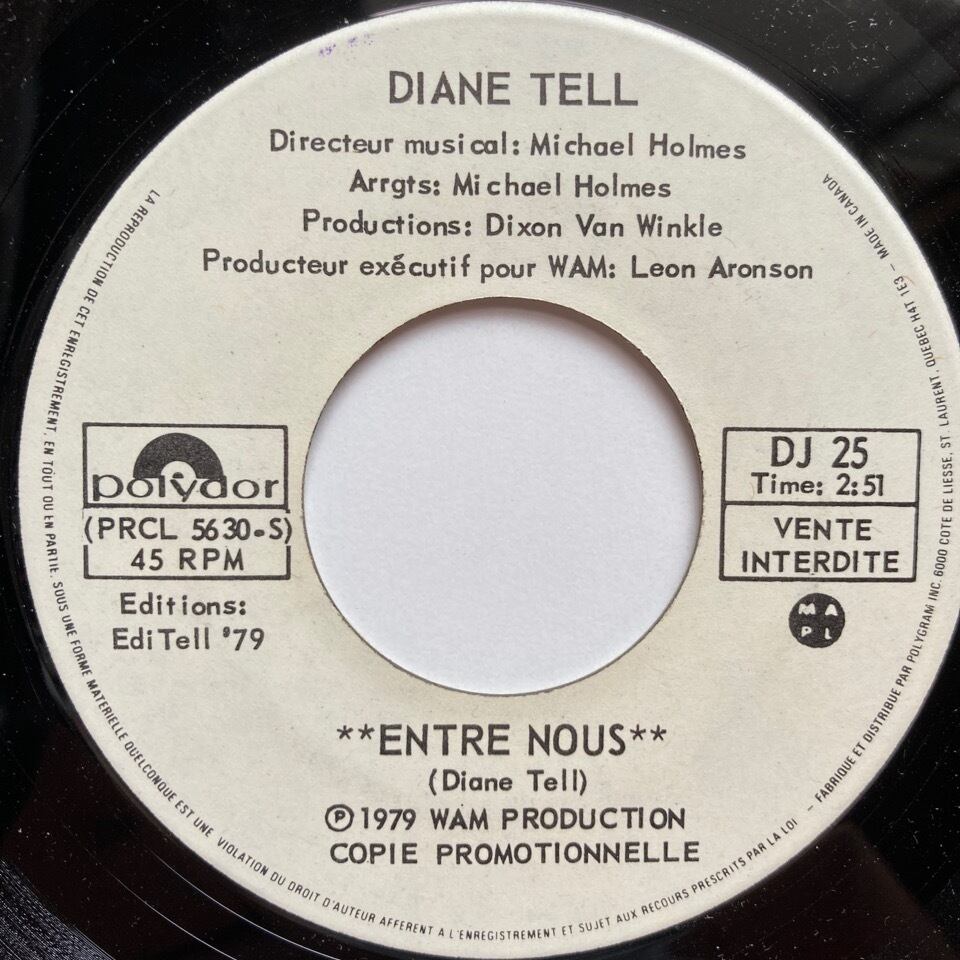 DIANE TELL
Directeur musical: Michael Holmes
Arrgts: Michael Holmes
Productions: Dixon Van Winkle
Producteur exécutif pour WAM: Leon Aronson
polydor
(PRCL 5630-S)
45 RPM
Editions:
EdiTell '79
DJ 25
Time: 2:51
VENTE
INTERDITE
M A
P L
**ENTRE NOUS**
(Diane Tell)
Ⓟ 1979 WAM PRODUCTION
COPIE PROMOTIONNELLE
LA REPRODUCTION DE CET ENREGISTREMENT, EN TOUT OU EN PARTIE, SOUS UNE FORME MATERIELLE QUELCONQUE EST UNE VIOLATION DU DROIT D'AUTEUR AFFERENT A L'ENREGISTREMENT ET SUJET AUX RECOURS PRESCRITS PAR LA LOI – FABRIQUE ET DISTRIBUE PAR POLYGRAM INC. 6000 COTE DE LIESSE, ST. LAURENT, QUEBEC H4T 1E3 – MADE IN CANADA